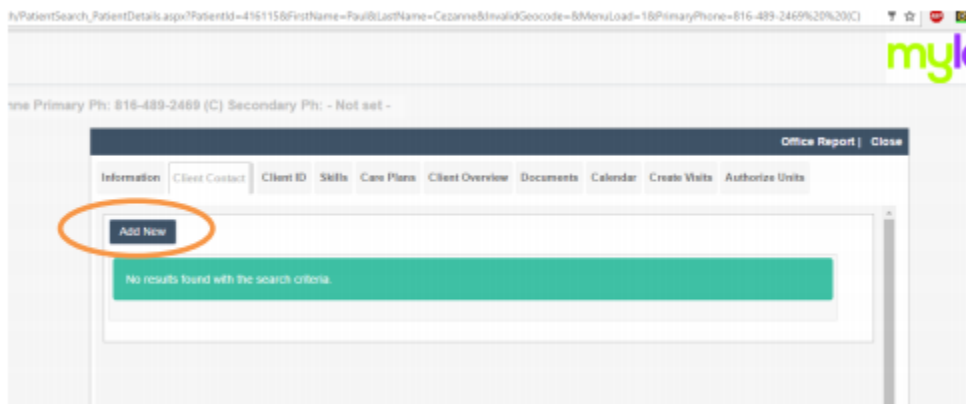 h/PatientSearch_PatientDetails.aspx?PatientId=416115&FirstName=Paul&LastName=Cezanne&InvalidGeocode=&MenuLoad=1&PrimaryPhone=816-489-2469%20%20(C)
myl
nne Primary Ph: 816-489-2469 (C) Secondary Ph: - Not set -
Office Report | Close
Information Client Contact Client ID Skills Care Plans Client Overview Documents Calendar Create Visits Authorize Units
Add New
No results found with the search criteria.